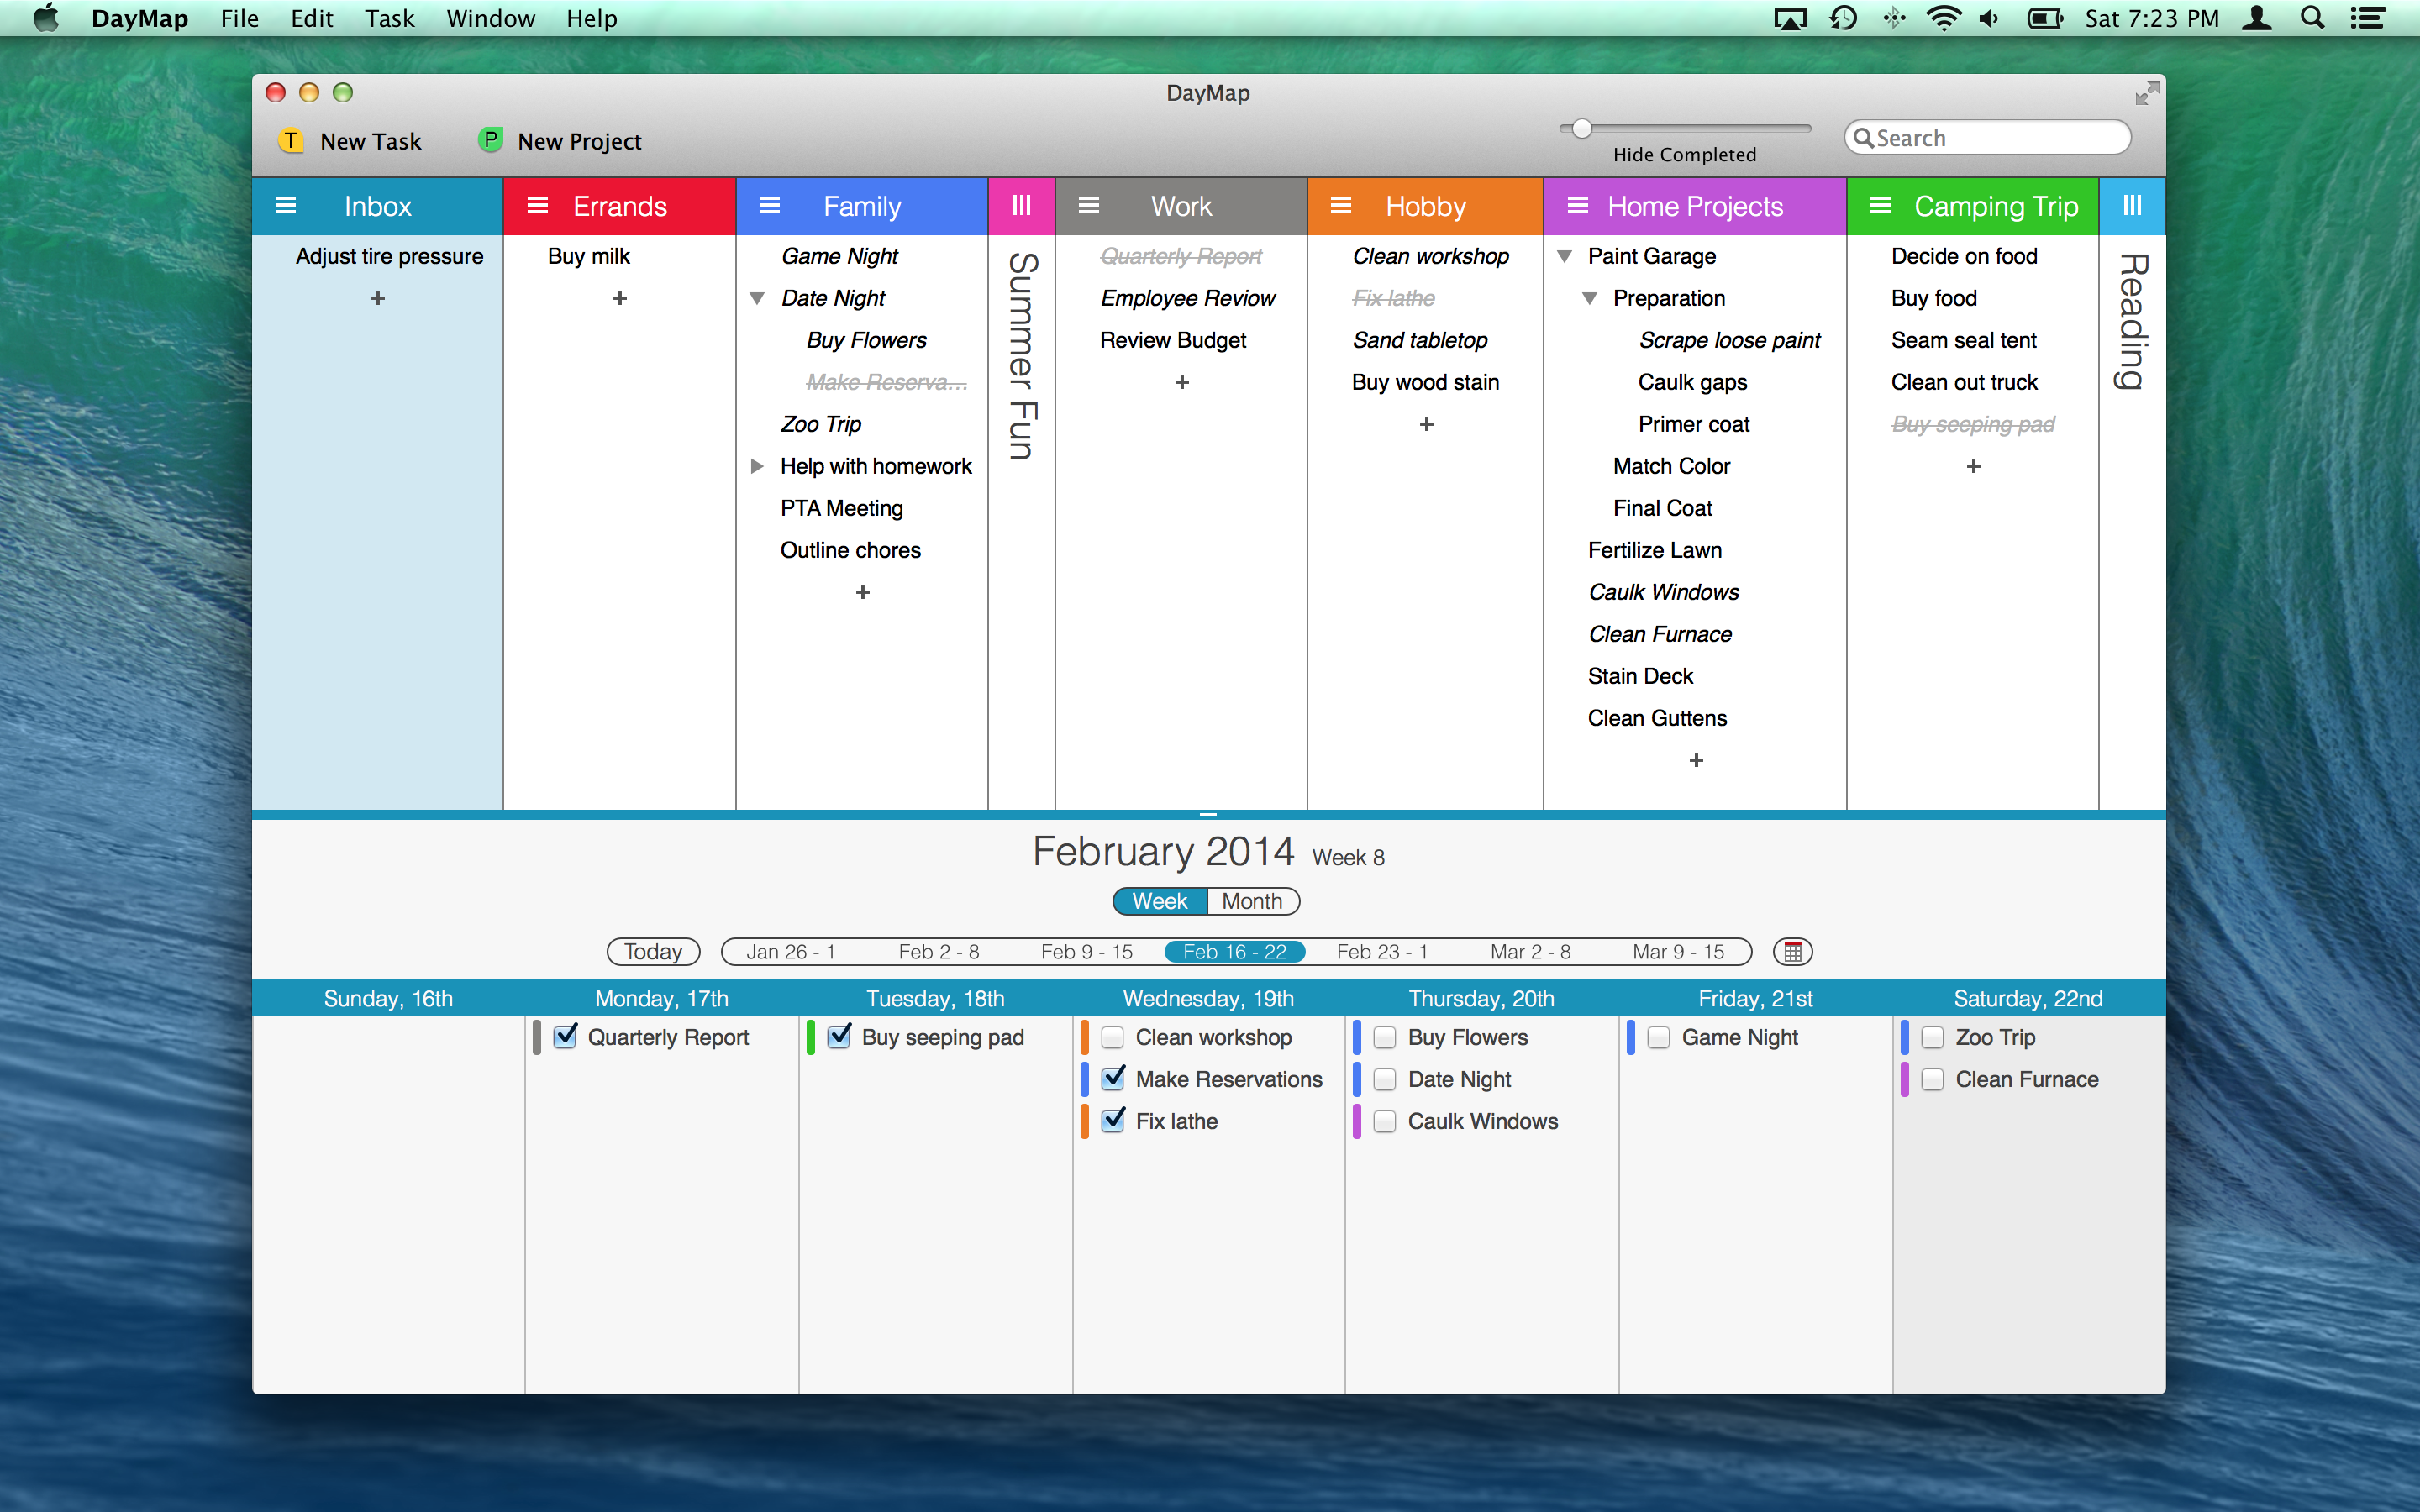 DayMap File Edit Task Window Help Sat 7:23 PM
DayMap
T New Task P New Project
Hide Completed
Search
Inbox
Adjust tire pressure
+
Errands
Buy milk
+
Family
Game Night
Date Night
Buy Flowers
Make Reserva...
Zoo Trip
Help with homework
PTA Meeting
Outline chores
+
Summer Fun
Work
Quarterly Report
Employee Reviow
Review Budget
+
Hobby
Clean workshop
Fix lathe
Sand tabletop
Buy wood stain
+
Home Projects
Paint Garage
Preparation
Scrape loose paint
Caulk gaps
Primer coat
Match Color
Final Coat
Fertilize Lawn
Caulk Windows
Clean Furnace
Stain Deck
Clean Guttens
+
Camping Trip
Decide on food
Buy food
Seam seal tent
Clean out truck
Buy seeping pad
+
Reading
February 2014 Week 8
Week Month
Today Jan 26 - 1 Feb 2 - 8 Feb 9 - 15 Feb 16 - 22 Feb 23 - 1 Mar 2 - 8 Mar 9 - 15
Sunday, 16th
Monday, 17th
Quarterly Report
Tuesday, 18th
Buy seeping pad
Wednesday, 19th
Clean workshop
Make Reservations
Fix lathe
Thursday, 20th
Buy Flowers
Date Night
Caulk Windows
Friday, 21st
Game Night
Saturday, 22nd
Zoo Trip
Clean Furnace